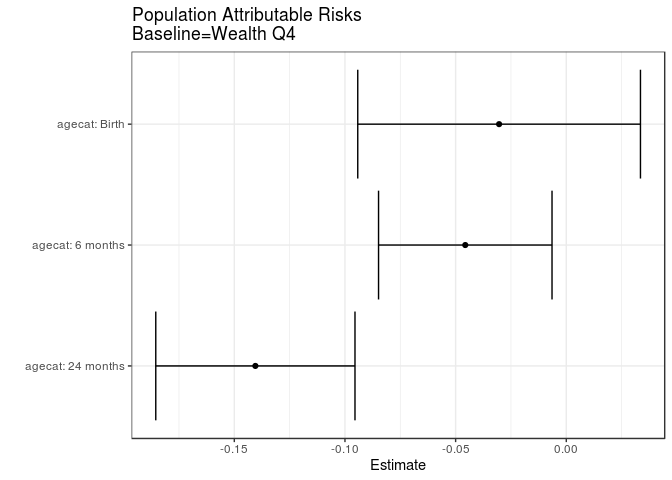 Population Attributable Risks
Baseline=Wealth Q4
agecat: Birth
agecat: 6 months
agecat: 24 months
-0.15 -0.10 -0.05 0.00
Estimate